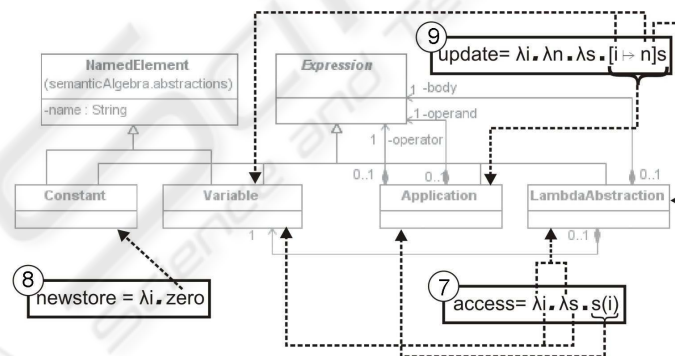 9
update= λi.λn.λs.[i ↦ n]s
NamedElement
(semanticAlgebra.abstractions)
-name : String
Expression
1 -body
1 -operand
1 -operator
0..1
0..1
0..1
Constant
Variable
Application
LambdaAbstraction
1
0..1
8
newstore = λi.zero
7
access= λi.λs.s(i)